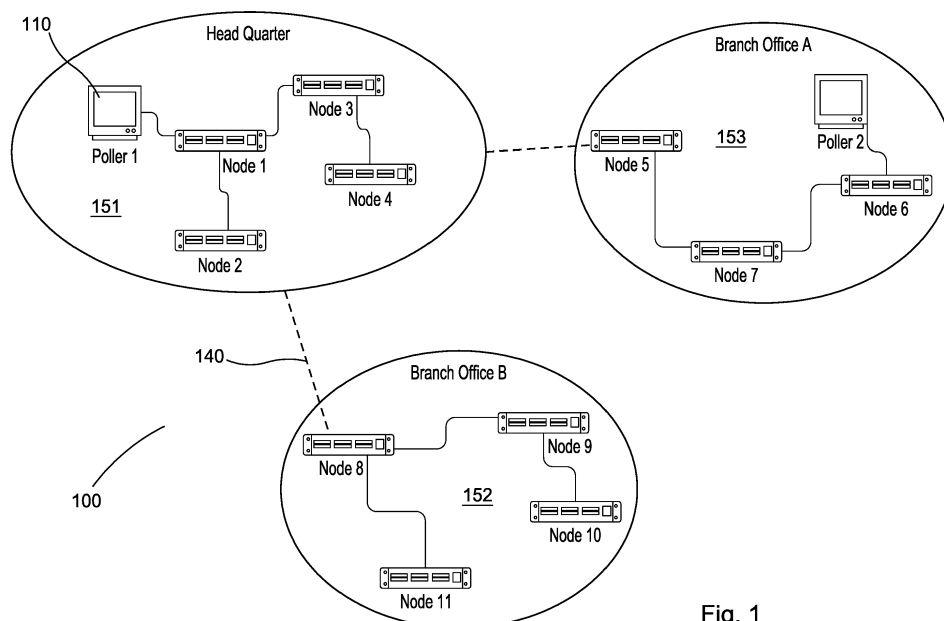 110
Head Quarter
Poller 1
Node 1
Node 3
Node 4
151
Node 2
Branch Office A
153
Node 5
Poller 2
Node 6
Node 7
140
Branch Office B
Node 8
Node 9
152
Node 10
Node 11
100
Fig. 1